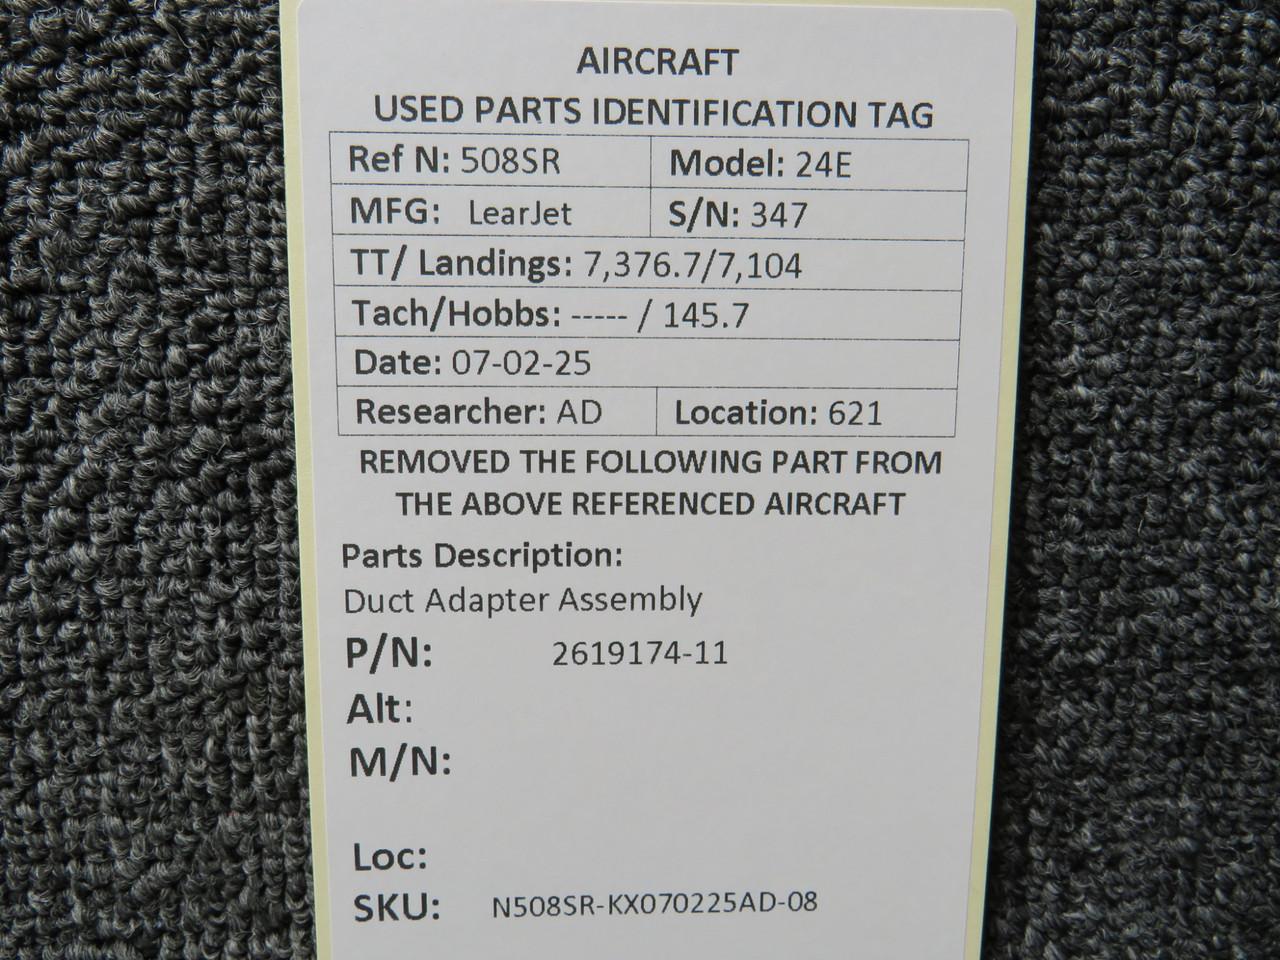 AIRCRAFT
USED PARTS IDENTIFICATION TAG
Ref N: 508SR Model: 24E
MFG: LearJet S/N: 347
TT/ Landings: 7,376.7/7,104
Tach/Hobbs: ----- / 145.7
Date: 07-02-25
Researcher: AD Location: 621
REMOVED THE FOLLOWING PART FROM
THE ABOVE REFERENCED AIRCRAFT
Parts Description:
Duct Adapter Assembly
P/N: 2619174-11
Alt:
M/N:
Loc:
SKU: N508SR-KX070225AD-08